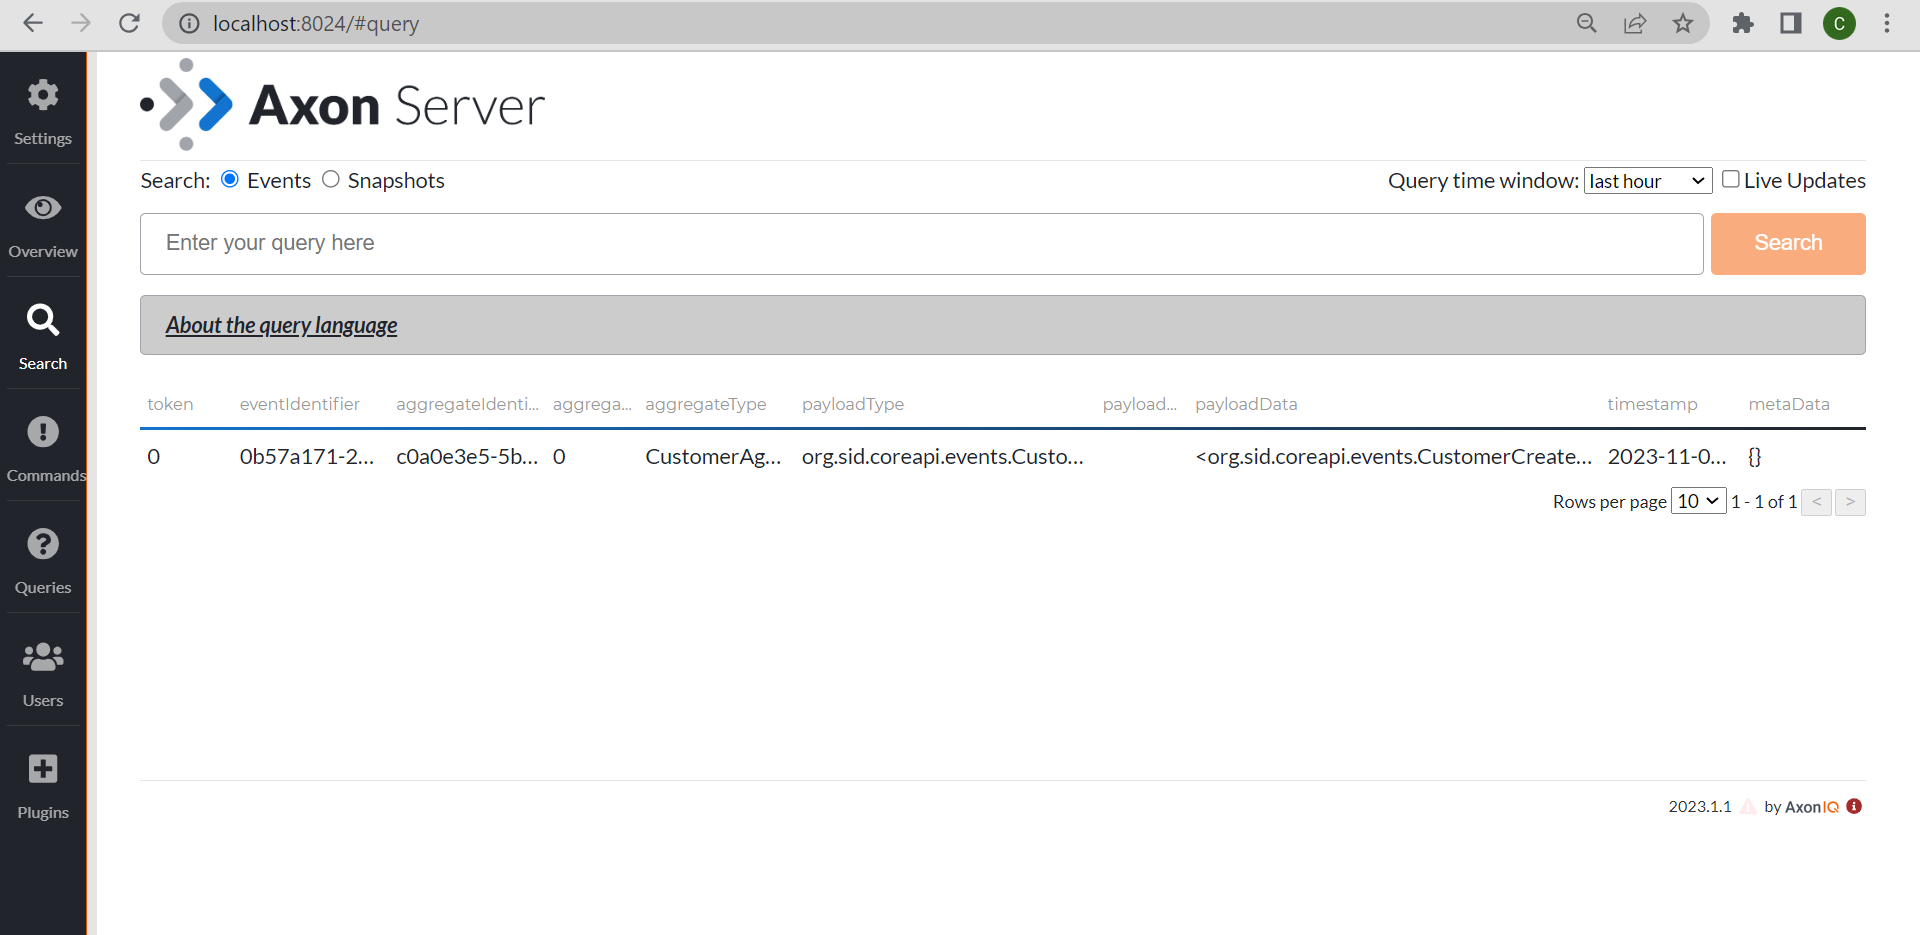 localhost:8024/#query
C
Settings
Overview
Search
Commands
Queries
Users
Plugins
Axon Server
Search: Events Snapshots
Query time window: last hour Live Updates
Enter your query here
Search
About the query language
token eventIdentifier aggregateIdenti... aggrega... aggregateType payloadType payload... payloadData timestamp metaData
0 0b57a171-2... c0a0e3e5-5b... 0 CustomerAg... org.sid.coreapi.events.Custo... <org.sid.coreapi.events.CustomerCreate... 2023-11-0... {}
Rows per page 10 1 - 1 of 1 < >
2023.1.1 by AxonIQ